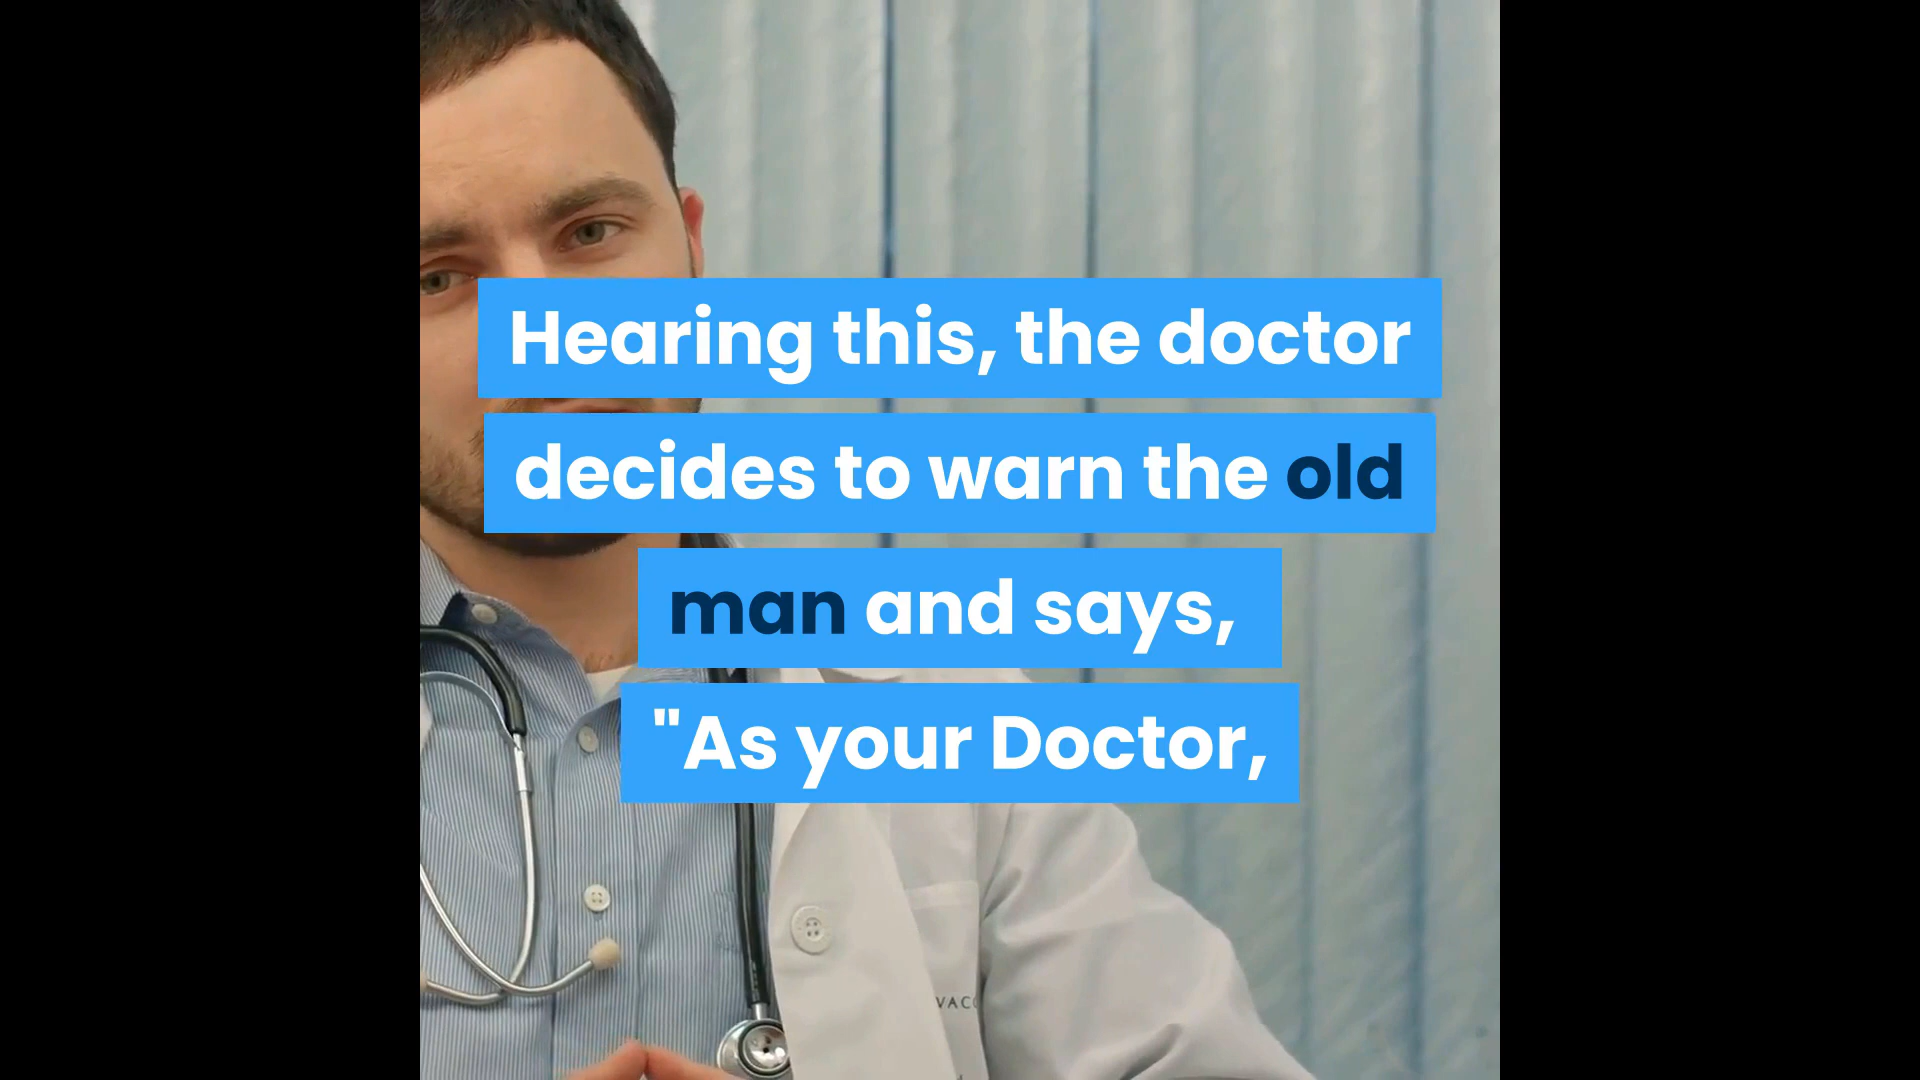 Hearing this, the doctor
decides to warn the old
man and says,
"As your Doctor,